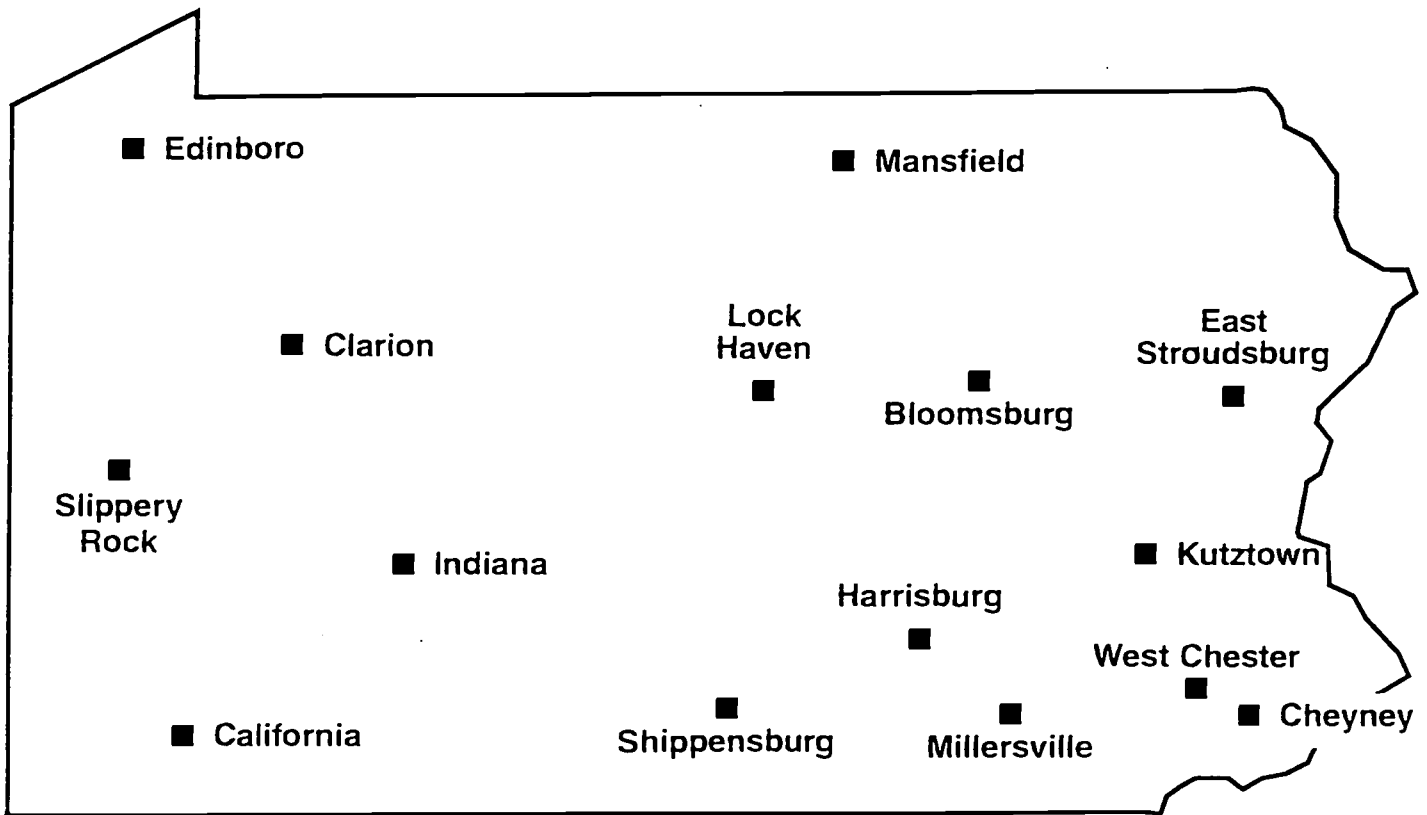 Edinboro
Mansfield
Lock
Haven
East
Stroudsburg
Clarion
Bloomsburg
Slippery
Rock
Indiana
Kutztown
Harrisburg
West Chester
California
Shippensburg
Millersville
Cheyney